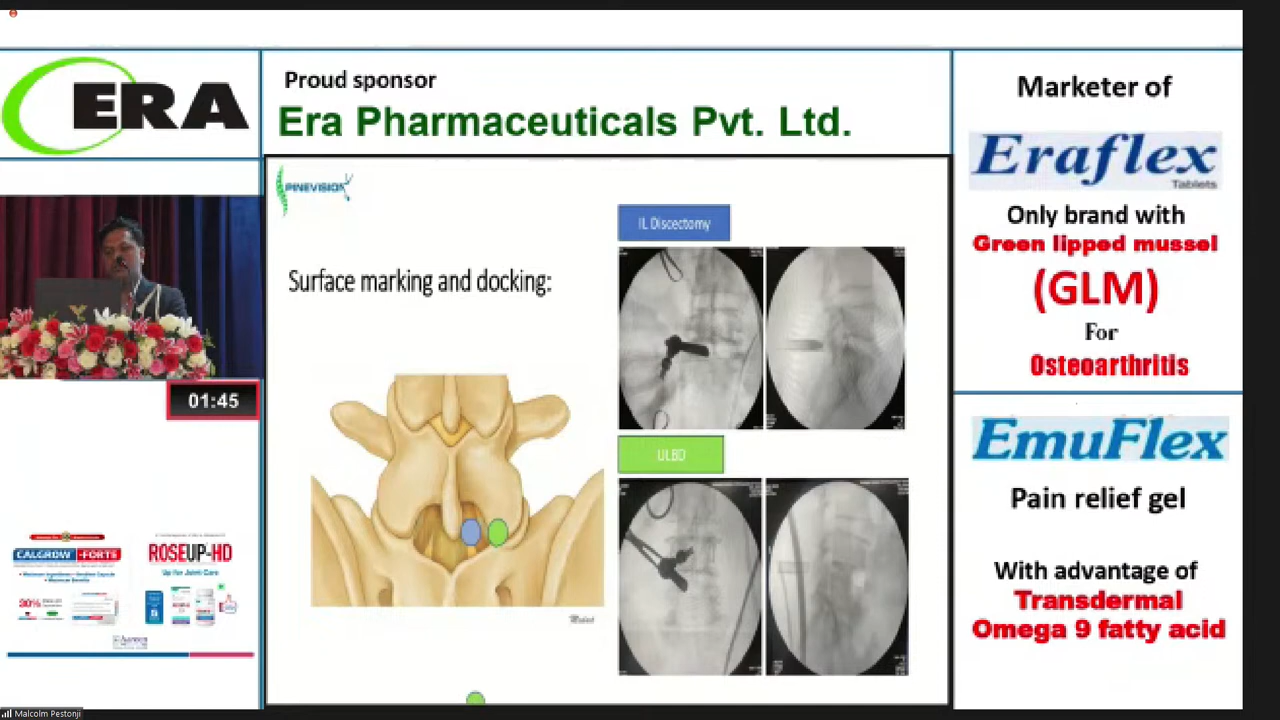 ERA
Proud sponsor
Era Pharmaceuticals Pvt. Ltd.
PINEVISION
IL Discectomy
Surface marking and docking:
ULBD
01:45
CALGROW-FORTE
ROSEUP-HD
Up for Joint Care
30%
Marketer of
Eraflex
Tablets
Only brand with
Green lipped mussel
(GLM)
For
Osteoarthritis
EmuFlex
Pain relief gel
With advantage of
Transdermal
Omega 9 fatty acid
Malcolm Pestonji